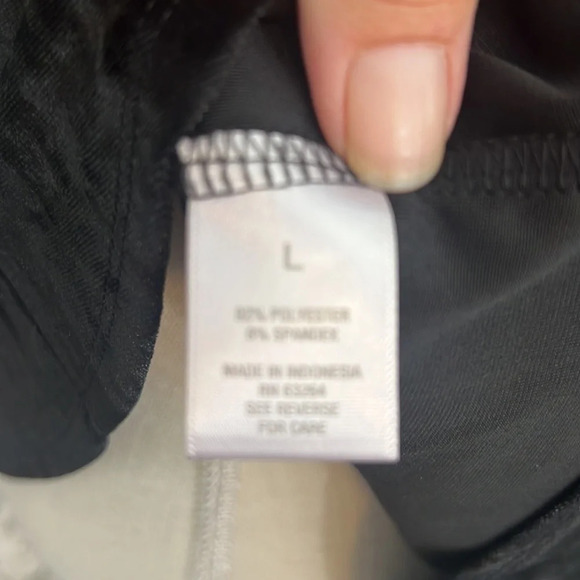 L
POLYESTER
SPANDEX
MADE IN INDONESIA
RN
SEE REVERSE
FOR CARE